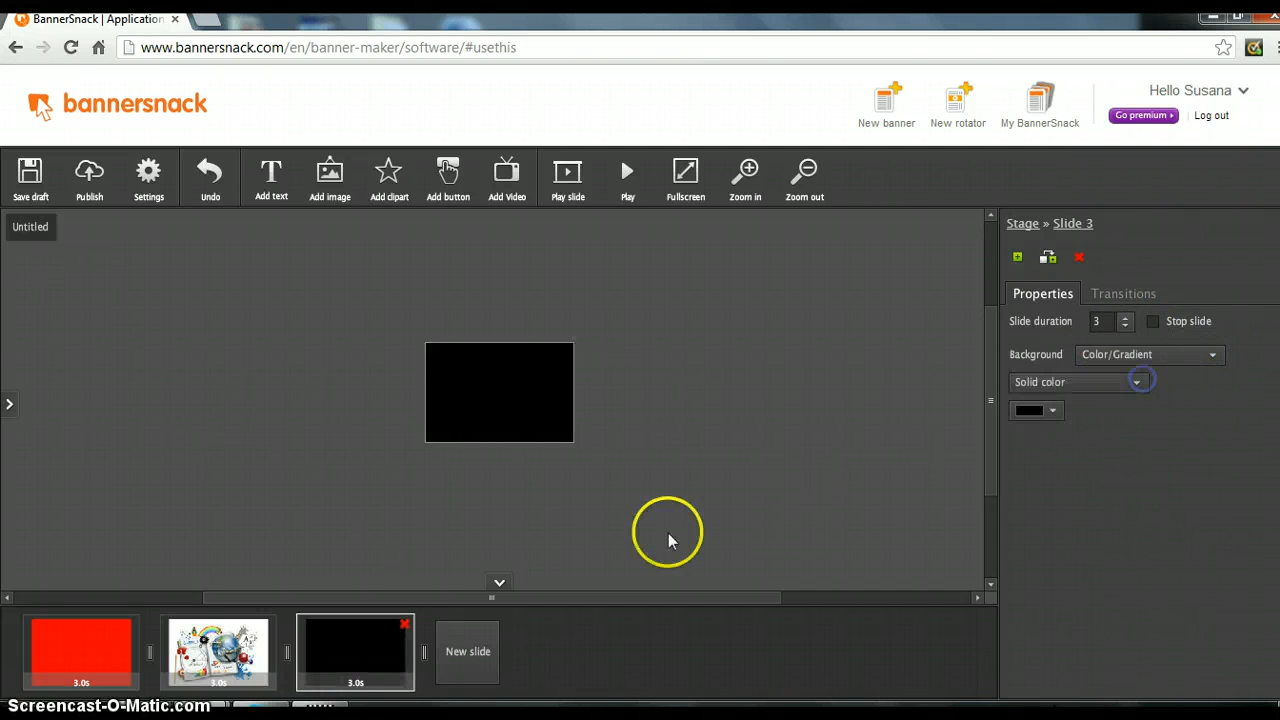 BannerSnack | Application
www.bannersnack.com/en/banner-maker/software/#usethis
bannersnack
New banner
New rotator
My BannerSnack
Hello Susana
Go premium
Log out
Save draft
Publish
Settings
Undo
Add text
Add image
Add clipart
Add button
Add Video
Play slide
Play
Fullscreen
Zoom in
Zoom out
Untitled
Stage » Slide 3
Properties
Transitions
Slide duration 3 Stop slide
Background Color/Gradient
Solid color
3.0s
3.0s
3.0s
New slide
Screencast-O-Matic.com